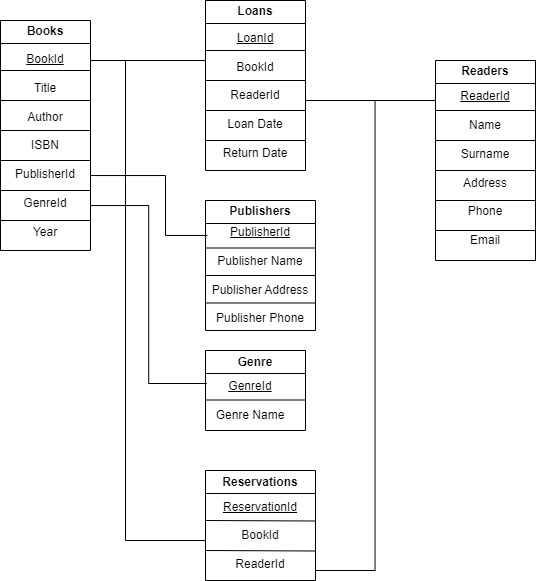 Books
BookId
Title
Author
ISBN
PublisherId
GenreId
Year
Loans
LoanId
BookId
ReaderId
Loan Date
Return Date
Publishers
PublisherId
Publisher Name
Publisher Address
Publisher Phone
Genre
GenreId
Genre Name
Reservations
ReservationId
BookId
ReaderId
Readers
ReaderId
Name
Surname
Address
Phone
Email